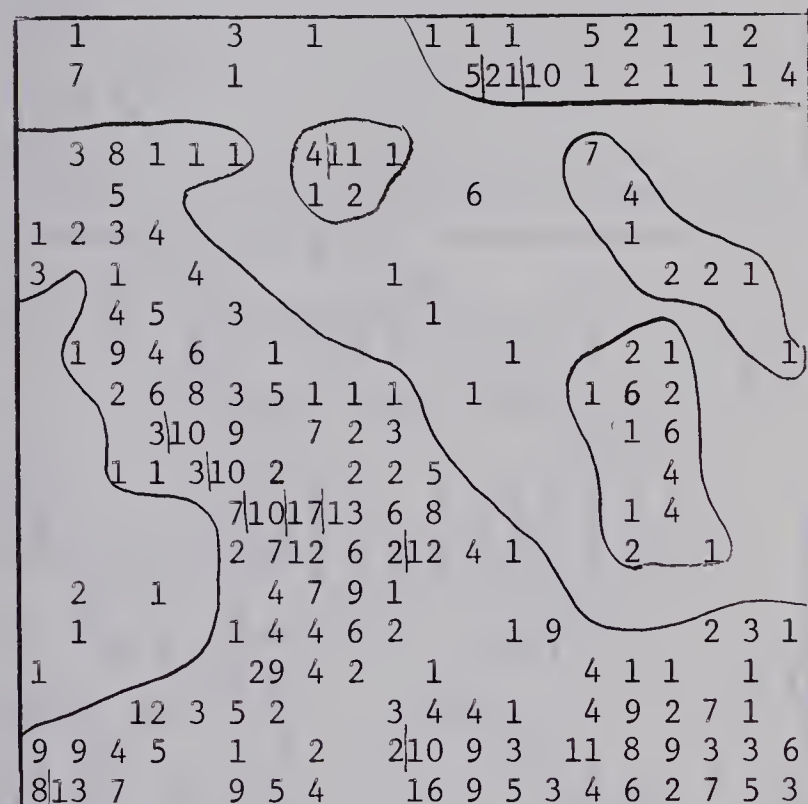 1 3 1 1 1 1 5 2 1 1 2
7 1 5|21|10 1 2 1 1 1 4
3 8 1 1 1 4|11 1 7
5 1 2 6 4
1 2 3 4 1
3 1 4 1 2 2 1
4 5 3 1
1 9 4 6 1 1 2 1 1
2 6 8 3 5 1 1 1 1 1 6 2
3|10 9 7 2 3 1 6
1 1 3|10 2 2 2 5 4
7|10|17|13 6 8 1 4
2 7 12 6 2|12 4 1 2 1
2 1 4 7 9 1
1 1 4 4 6 2 1 9 2 3 1
1 29 4 2 1 4 1 1 1
12 3 5 2 3 4 4 1 4 9 2 7 1
9 9 4 5 1 2 2|10 9 3 11 8 9 3 3 6
8|13 7 9 5 4 16 9 5 3 4 6 2 7 5 3